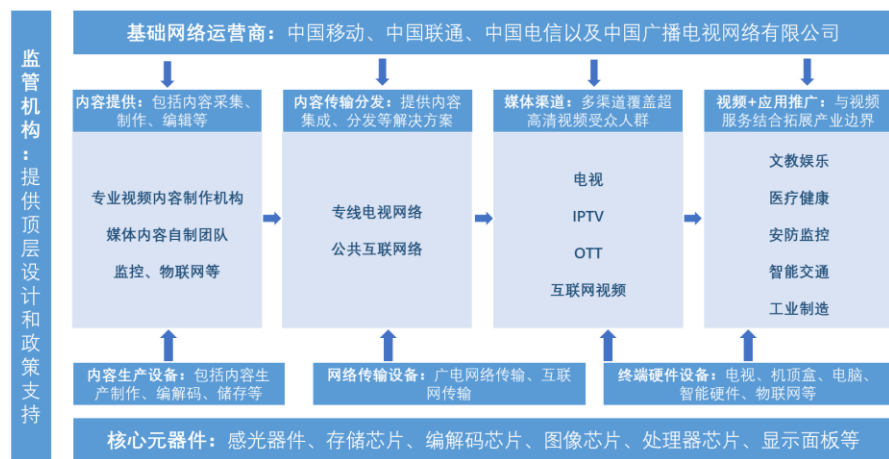 监管机构：提供顶层设计和政策支持
基础网络运营商：中国移动、中国联通、中国电信以及中国广播电视网络有限公司
内容提供：包括内容采集、
制作、编辑等
专业视频内容制作机构
媒体内容自制团队
监控、物联网等
内容传输分发：提供内容
集成、分发等解决方案
专线电视网络
公共互联网络
媒体渠道：多渠道覆盖超
高清视频受众人群
电视
IPTV
OTT
互联网视频
视频+应用推广：与视频
服务结合拓展产业边界
文教娱乐
医疗健康
安防监控
智能交通
工业制造
内容生产设备：包括内容生
产制作、编解码、储存等
网络传输设备：广电网络传输、互联
网传输
终端硬件设备：电视、机顶盒、电脑、
智能硬件、物联网等
核心元器件：感光器件、存储芯片、编解码芯片、图像芯片、处理器芯片、显示面板等